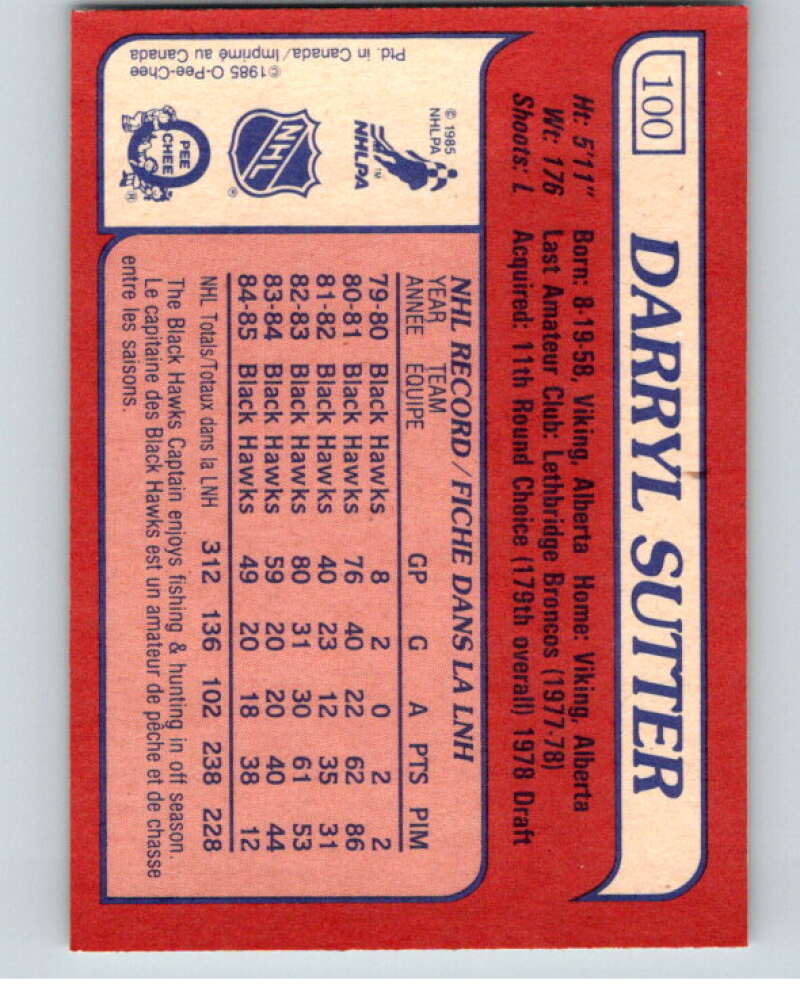 100
DARRYL SUTTER
Ht: 5'11" Born: 8-19-58, Viking, Alberta Home: Viking, Alberta
Wt: 176 Last Amateur Club: Lethbridge Broncos (1977-78)
Shoots: L Acquired: 11th Round Choice (179th overall) 1978 Draft
NHL RECORD / FICHE DANS LA LNH
YEAR TEAM
ANNÉE ÉQUIPE GP G A PTS PIM
79-80 Black Hawks 8 2 0 2 2
80-81 Black Hawks 76 40 22 62 86
81-82 Black Hawks 40 23 12 35 31
82-83 Black Hawks 80 31 30 61 53
83-84 Black Hawks 59 20 20 40 44
84-85 Black Hawks 49 20 18 38 12
NHL Totals/Totaux dans la LNH 312 136 102 238 228
The Black Hawks Captain enjoys fishing & hunting in off season.
Le capitaine des Black Hawks est un amateur de pêche et de chasse
entre les saisons.
© 1985
NHLPA
NHLPA™
NHL®
O PEE
CHEE®
©1985 O-Pee-Chee
Ptd. in Canada/Imprimé au Canada